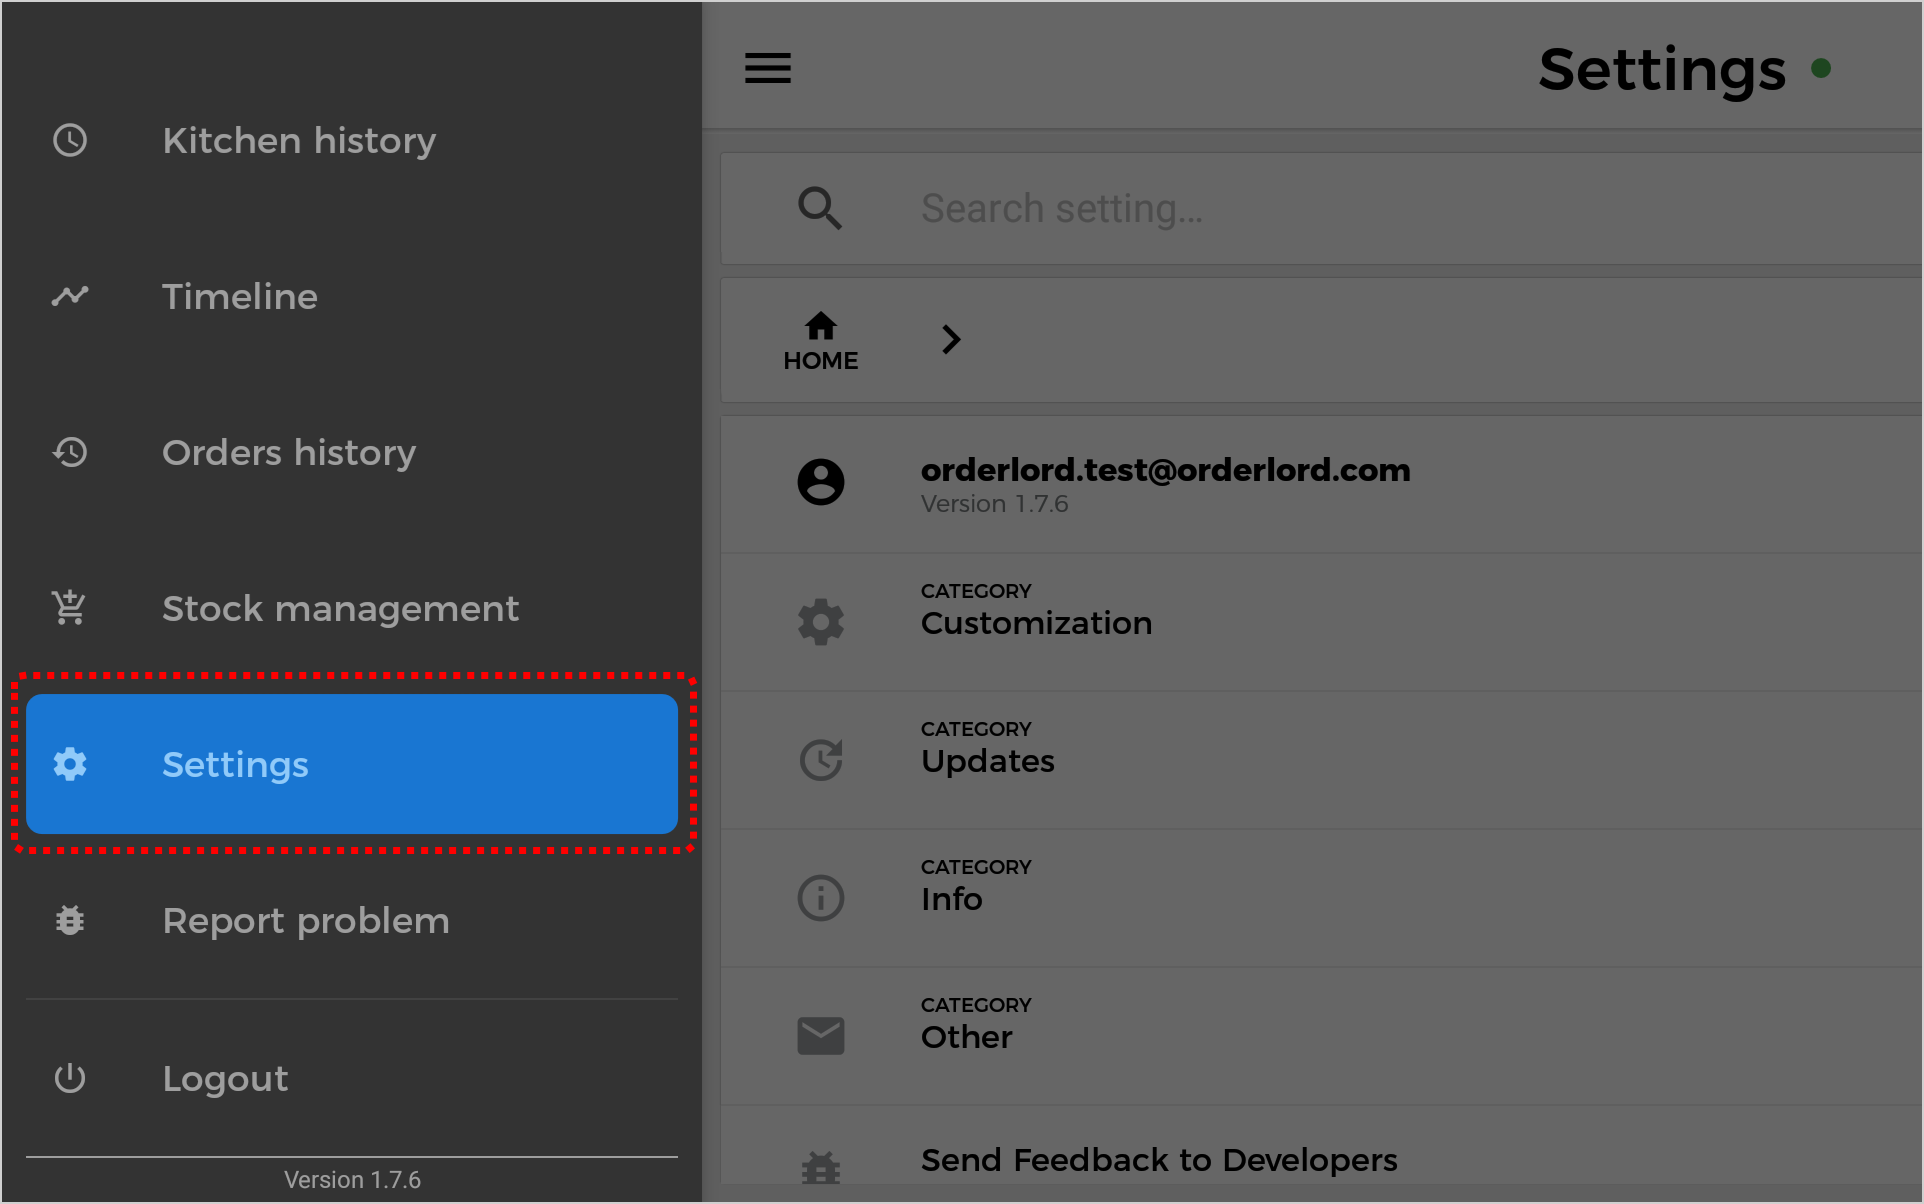 Kitchen history
Timeline
Orders history
Stock management
Settings
Report problem
Logout
Version 1.7.6
Settings
Search setting...
HOME
orderlord.test@orderlord.com
Version 1.7.6
CATEGORY
Customization
CATEGORY
Updates
CATEGORY
Info
CATEGORY
Other
Send Feedback to Developers